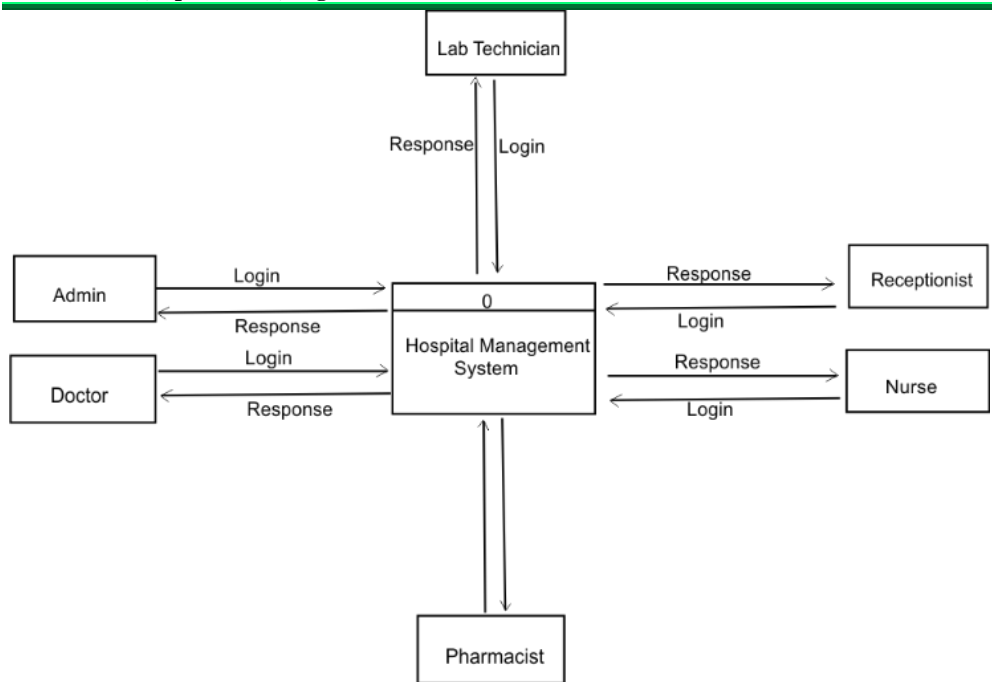 Lab Technician
Response
Login
Login
Response
Admin
Receptionist
0
Response
Login
Hospital Management
System
Login
Response
Doctor
Nurse
Response
Login
Pharmacist